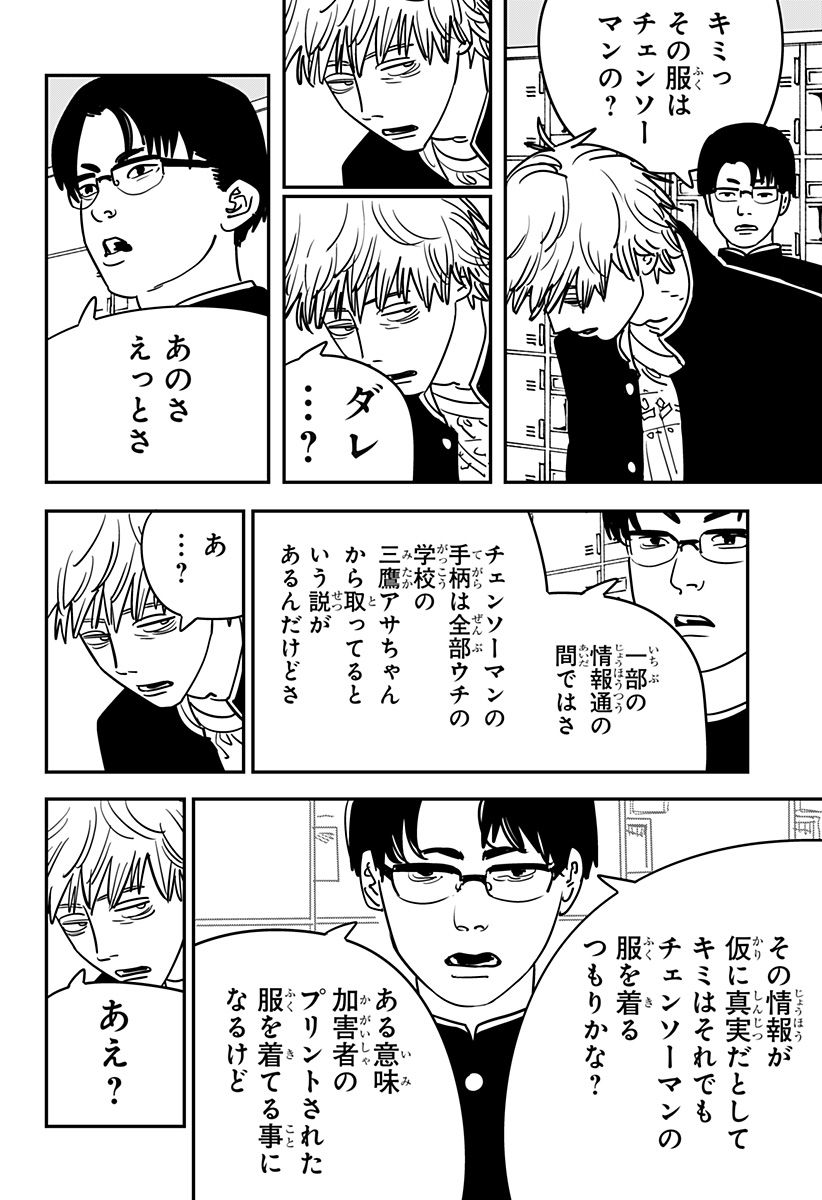 キミっ
その服は
チェンソー
マンの？
ダレ
…？
あのさ
えっとさ
一部の
情報通の
間ではさ
チェンソーマンの
手柄は全部ウチの
学校の
三鷹アサちゃん
から取ってると
いう説が
あるんだけどさ
あ
…？
その情報が
仮に真実だとして
キミはそれでも
チェンソーマンの
服を着る
つもりかな？
ある意味
加害者の
プリントされた
服を着てる事に
なるけど
あえ？